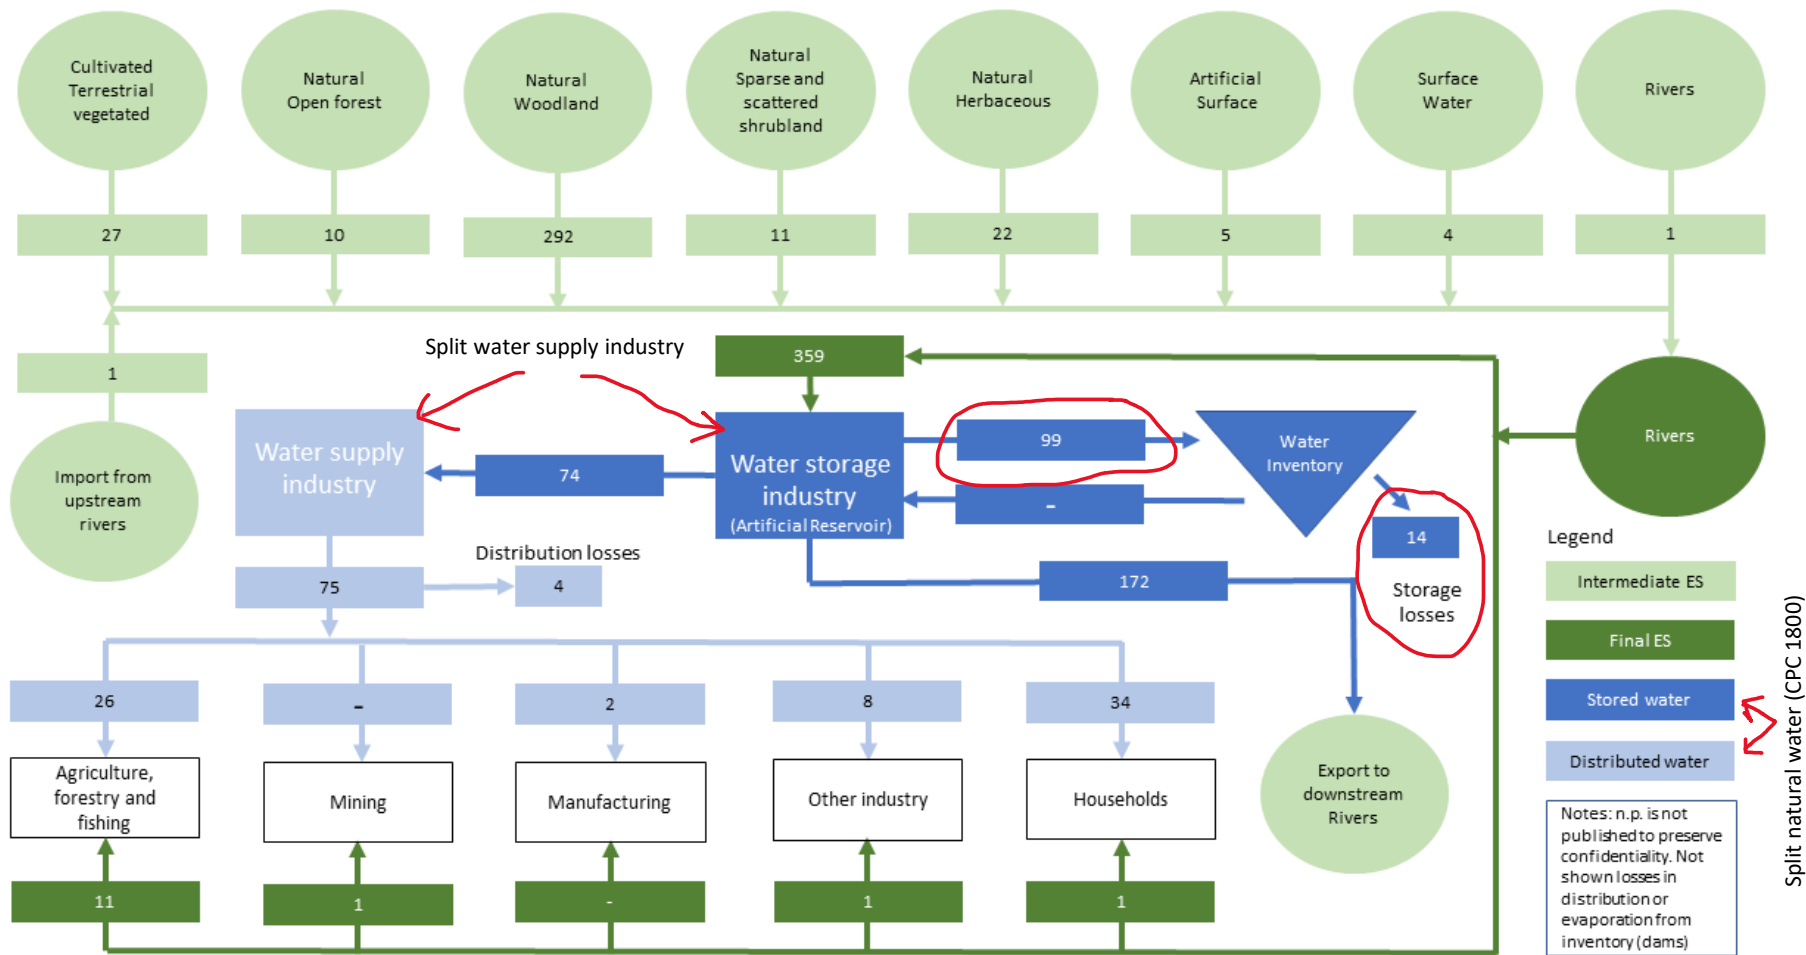 Cultivated
Terrestrial
vegetated
Natural
Open forest
Natural
Woodland
Natural
Sparse and
scattered
shrubland
Natural
Herbaceous
Artificial
Surface
Surface
Water
Rivers
27
10
292
11
22
5
4
1
Split water supply industry
359
1
Water supply
industry
74
Water storage
industry
(Artificial Reservoir)
99
-
Water
Inventory
Rivers
Import from
upstream
rivers
14
Storage
losses
Distribution losses
75
4
172
Legend
Intermediate ES
Final ES
Stored water
Distributed water
Split natural water (CPC 1800)
26
-
2
8
34
Agriculture,
forestry and
fishing
Mining
Manufacturing
Other industry
Households
Export to
downstream
Rivers
Notes: n.p. is not
published to preserve
confidentiality. Not
shown losses in
distribution or
evaporation from
inventory (dams)
11
1
-
1
1